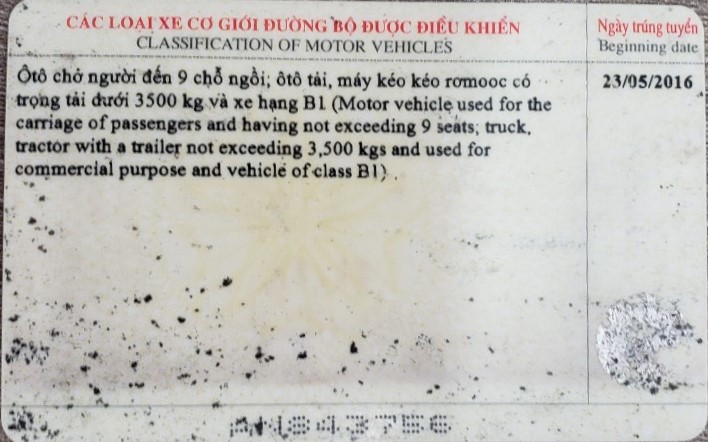 CÁC LOẠI XE CƠ GIỚI ĐƯỜNG BỘ ĐƯỢC ĐIỀU KHIỂN
CLASSIFICATION OF MOTOR VEHICLES
Ngày trúng tuyển
Beginning date
Ôtô chở người đến 9 chỗ ngồi; ôtô tải, máy kéo kéo rơmooc có
trọng tải dưới 3500 kg và xe hạng B1 (Motor vehicle used for the
carriage of passengers and having not exceeding 9 seats; truck,
tractor with a trailer not exceeding 3,500 kgs and used for
commercial purpose and vehicle of class B1) .
23/05/2016